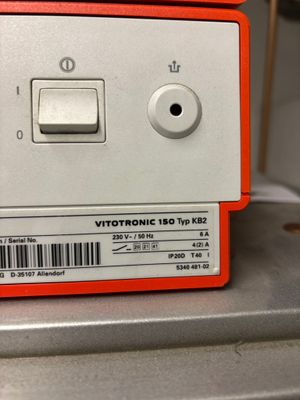 I
0
VITOTRONIC 150 Typ KB2
/ Serial No.
230 V~ / 50 Hz 6 A
20 21 41 4(2) A
IP20D T40 I
G D-35107 Allendorf
5340 481-02